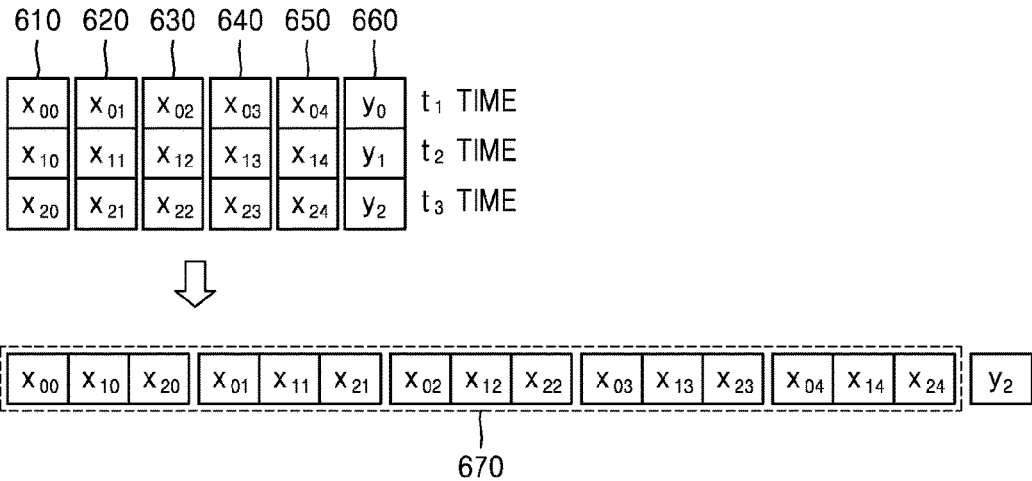 610 620 630 640 650 660
x₀₀ x₀₁ x₀₂ x₀₃ x₀₄ y₀ t₁ TIME
x₁₀ x₁₁ x₁₂ x₁₃ x₁₄ y₁ t₂ TIME
x₂₀ x₂₁ x₂₂ x₂₃ x₂₄ y₂ t₃ TIME
x₀₀ x₁₀ x₂₀ x₀₁ x₁₁ x₂₁ x₀₂ x₁₂ x₂₂ x₀₃ x₁₃ x₂₃ x₀₄ x₁₄ x₂₄ y₂
670